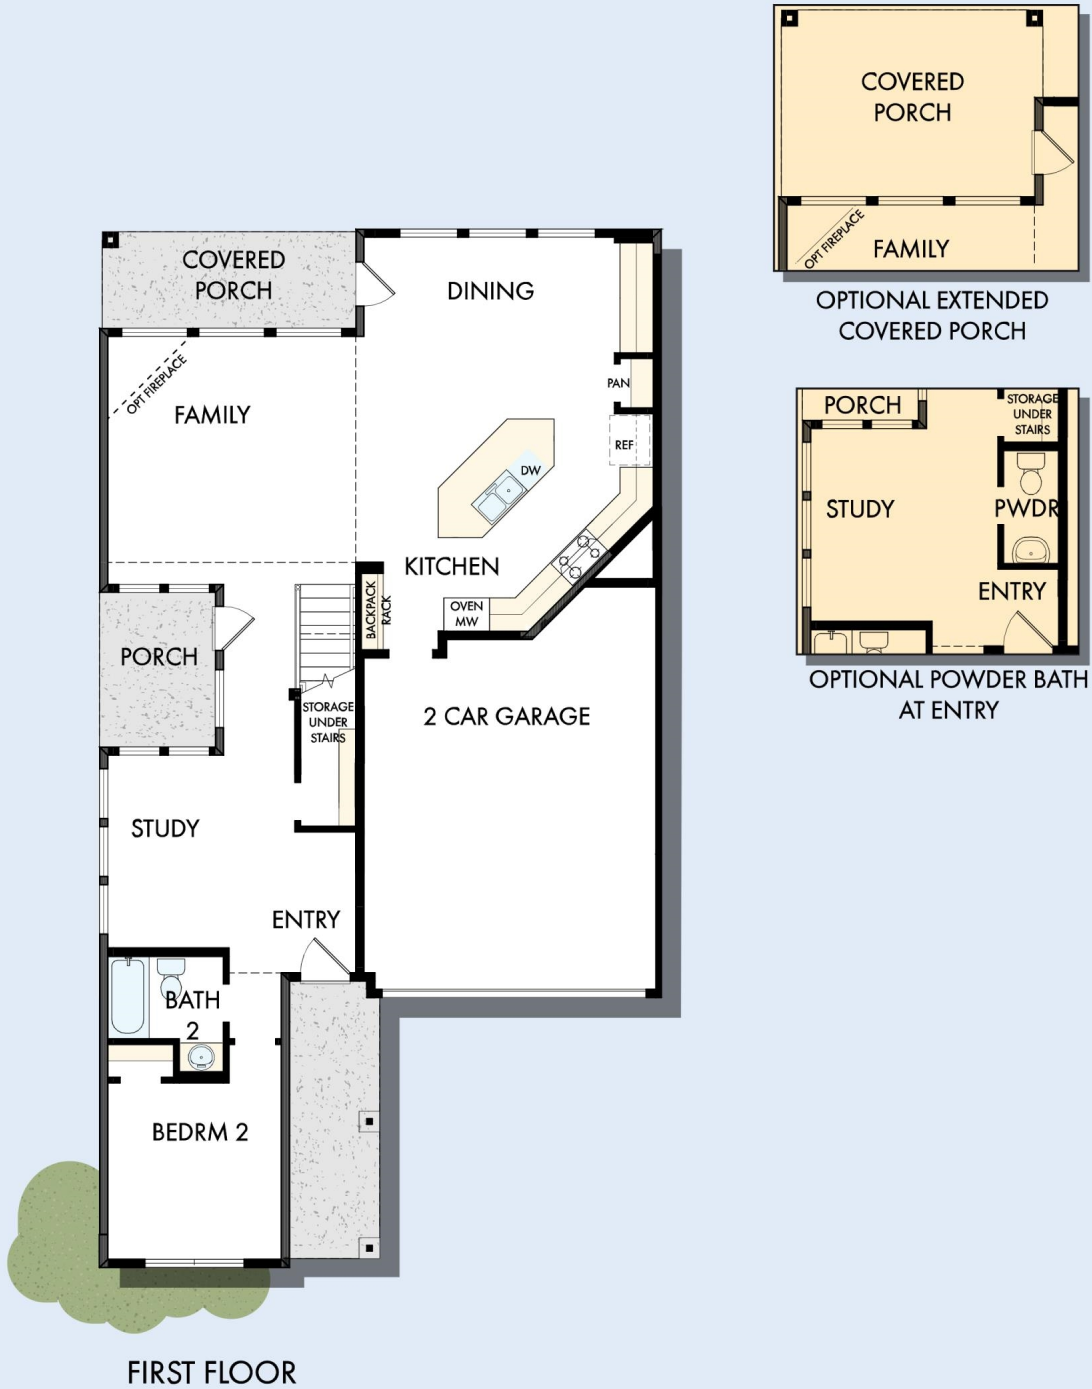 COVERED
PORCH
DINING
OPT FIREPLACE
FAMILY
PAN
REF
DW
KITCHEN
BACKPACK
RACK
OVEN
MW
PORCH
STORAGE
UNDER
STAIRS
2 CAR GARAGE
STUDY
ENTRY
BATH
2
BEDRM 2
FIRST FLOOR
COVERED
PORCH
OPT FIREPLACE
FAMILY
OPTIONAL EXTENDED
COVERED PORCH
PORCH
STORAGE
UNDER
STAIRS
STUDY
PWDR
ENTRY
OPTIONAL POWDER BATH
AT ENTRY